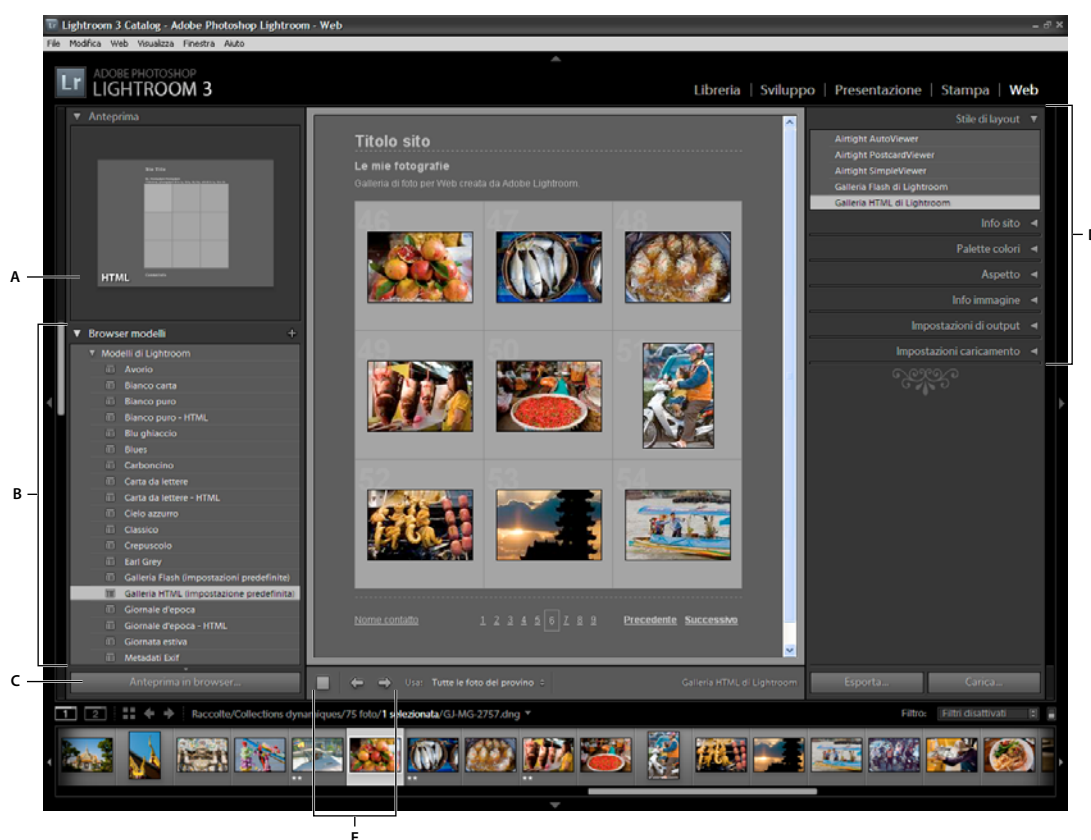 Lightroom 3 Catalog - Adobe Photoshop Lightroom - Web
File Modifica Web Visualizza Finestra Aiuto
Lr ADOBE PHOTOSHOP
LIGHTROOM 3
Libreria | Sviluppo | Presentazione | Stampa | Web
Anteprima
HTML
A
Browser modelli +
Modelli di Lightroom
Avorio
Bianco carta
Bianco puro
Bianco puro - HTML
Blu ghiaccio
Blues
Carboncino
Carta da lettere
Carta da lettere - HTML
Cielo azzurro
Classico
Crepuscolo
Earl Grey
Galleria Flash (impostazioni predefinite)
Galleria HTML (impostazione predefinita)
Giornale d'epoca
Giornale d'epoca - HTML
Giornata estiva
Metadati Exif
B
C
Anteprima in browser...
Titolo sito
Le mie fotografie
Galleria di foto per Web creata da Adobe Lightroom.
46 47 48
49 50 51
52 53 54
Nome contatto 1 2 3 4 5 6 7 8 9 Precedente Successivo
Usa: Tutte le foto del provino
Galleria HTML di Lightroom
Stile di layout
Airtight AutoViewer
Airtight PostcardViewer
Airtight SimpleViewer
Galleria Flash di Lightroom
Galleria HTML di Lightroom
Info sito
Palette colori
Aspetto
Info immagine
Impostazioni di output
Impostazioni caricamento
Esporta... Carica...
1 2 Raccolte/Collections dynamiques/75 foto/1 selezionata/GJ-MG-2757.dng
Filtro: Filtri disattivati